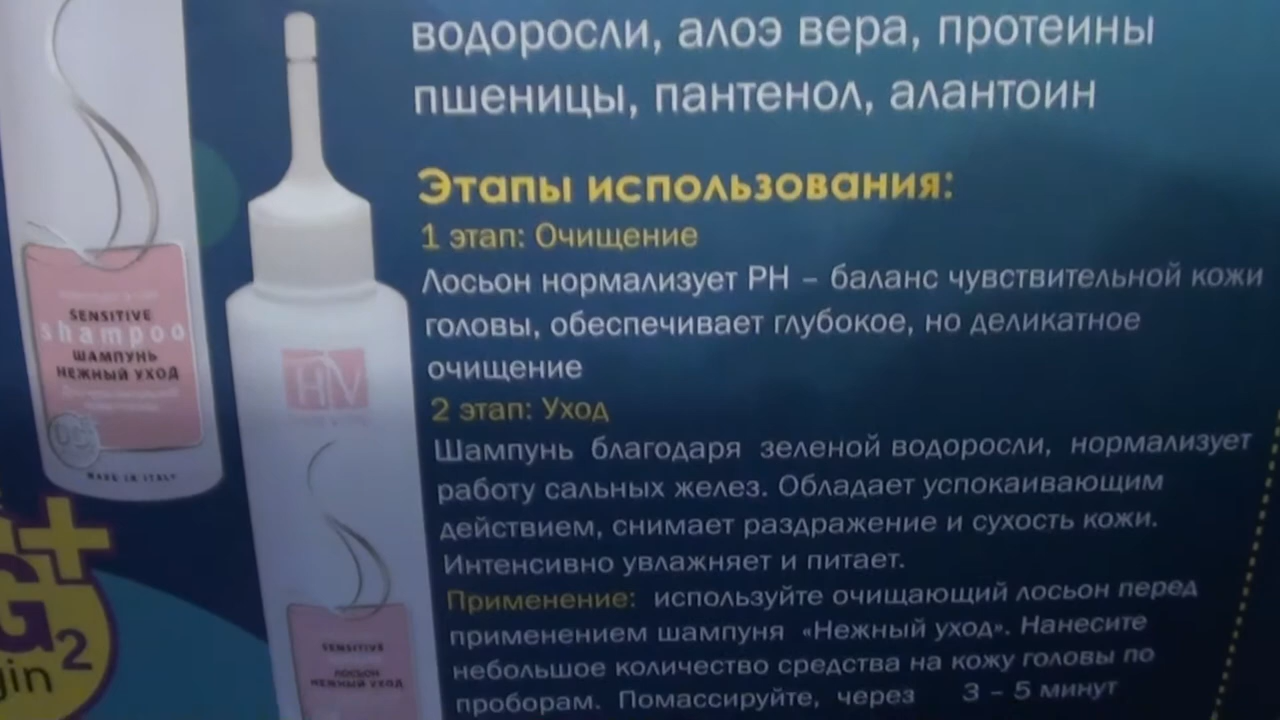 водоросли, алоэ вера, протеины
пшеницы, пантенол, алантоин
Этапы использования:
1 этап: Очищение
Лосьон нормализует РН – баланс чувствительной кожи
головы, обеспечивает глубокое, но деликатное
очищение
2 этап: Уход
Шампунь благодаря зеленой водоросли, нормализует
работу сальных желез. Обладает успокаивающим
действием, снимает раздражение и сухость кожи.
Интенсивно увлажняет и питает.
Применение: используйте очищающий лосьон перед
применением шампуня «Нежный уход». Нанесите
небольшое количество средства на кожу головы по
проборам. Помассируйте, через 3 – 5 минут
SENSITIVE
shampoo
ШАМПУНЬ
НЕЖНЫЙ УХОД
MADE IN ITALY
SENSITIVE
ЛОСЬОН
НЕЖНЫЙ УХОД
G
2
gin